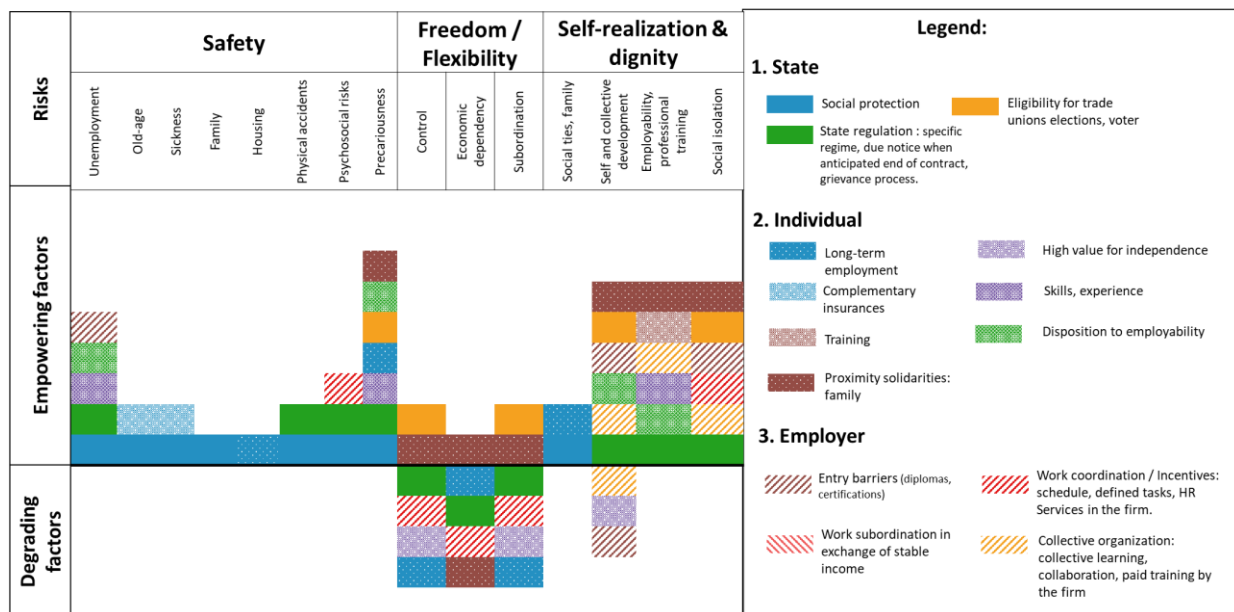 Risks
Safety
Freedom /
Flexibility
Self-realization &
dignity
Unemployment
Old-age
Sickness
Family
Housing
Physical accidents
Psychosocial risks
Precariousness
Control
Economic
dependency
Subordination
Social ties, family
Self and collective
development
Employability,
professional
training
Social isolation
Empowering factors
Degrading
factors
Legend:
1. State
Social protection
Eligibility for trade
unions elections, voter
State regulation : specific
regime, due notice when
anticipated end of contract,
grievance process.
2. Individual
Long-term
employment
High value for independence
Complementary
insurances
Skills, experience
Training
Disposition to employability
Proximity solidarities:
family
3. Employer
Entry barriers (diplomas,
certifications)
Work coordination / Incentives:
schedule, defined tasks, HR
Services in the firm.
Work subordination in
exchange of stable
income
Collective organization:
collective learning,
collaboration, paid training by
the firm